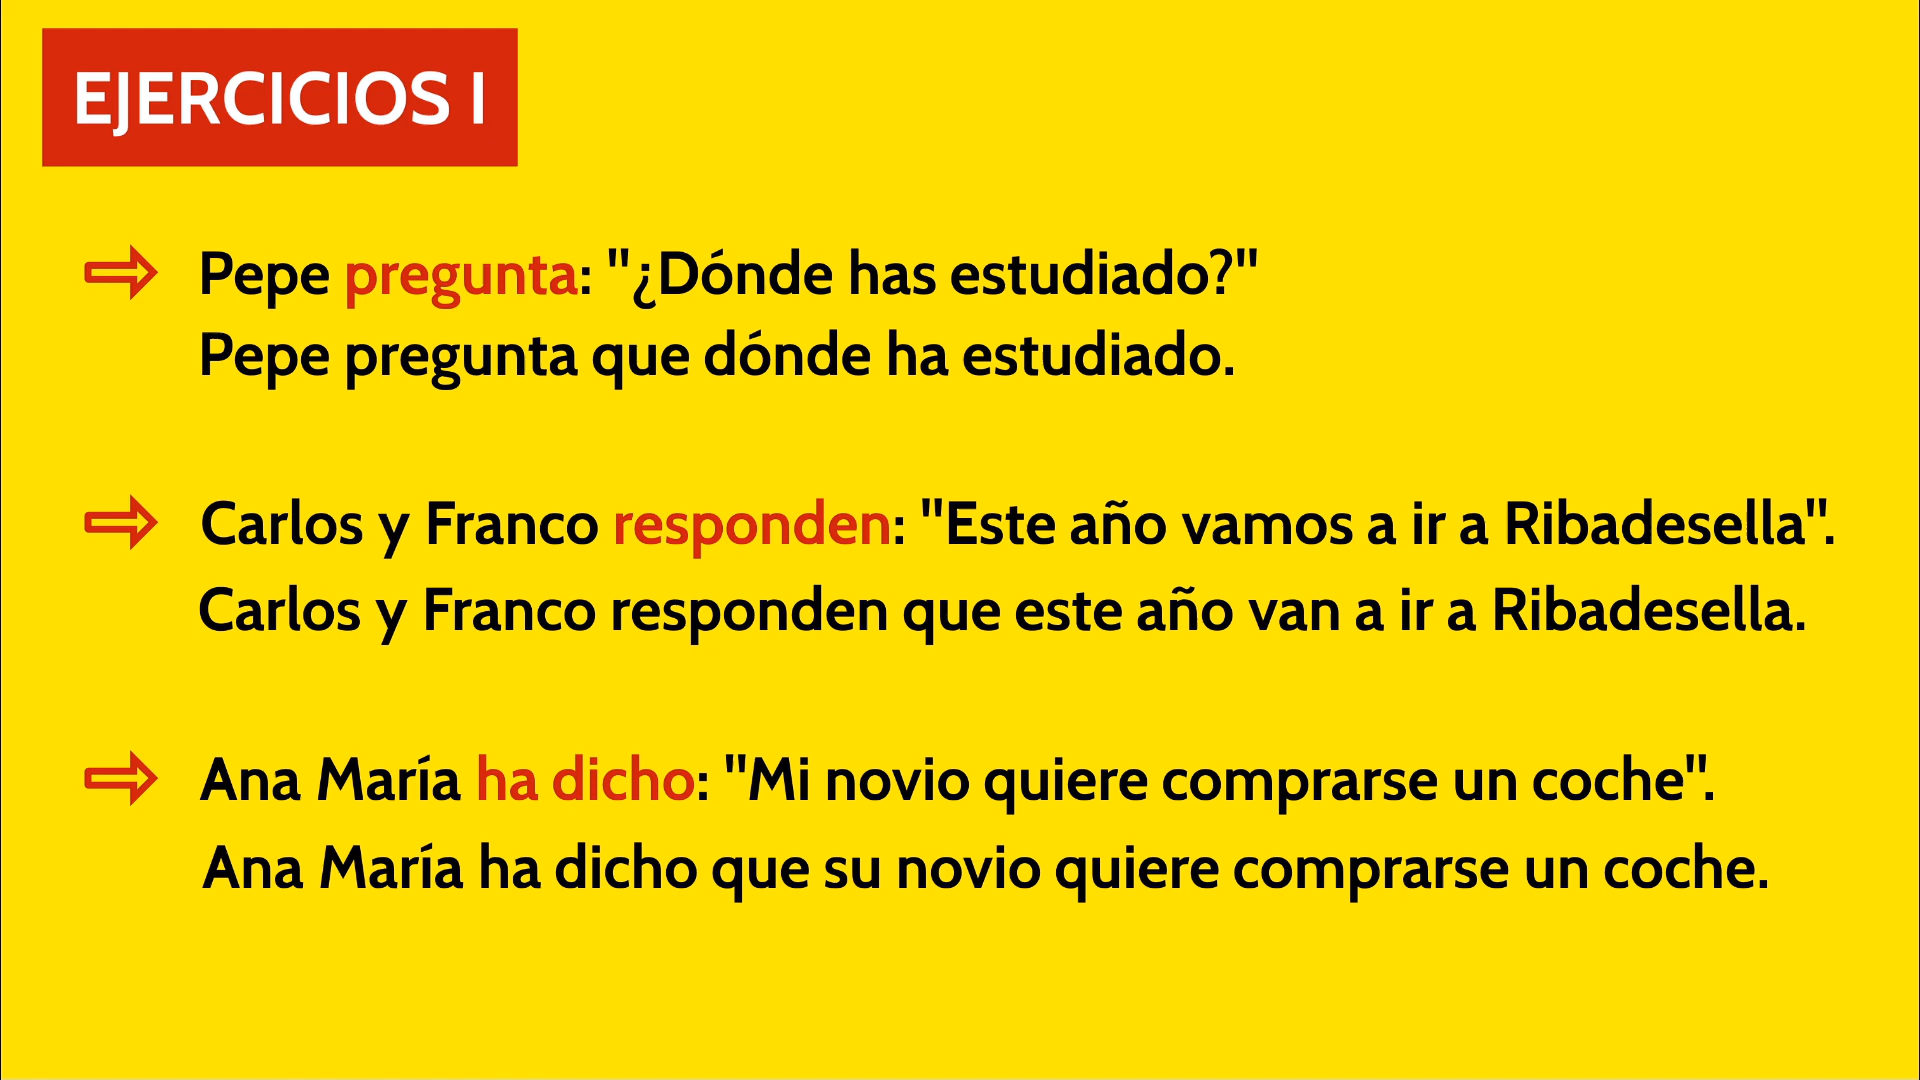 EJERCICIOS I
⇨ Pepe pregunta: "¿Dónde has estudiado?"
Pepe pregunta que dónde ha estudiado.
⇨ Carlos y Franco responden: "Este año vamos a ir a Ribadesella".
Carlos y Franco responden que este año van a ir a Ribadesella.
⇨ Ana María ha dicho: "Mi novio quiere comprarse un coche".
Ana María ha dicho que su novio quiere comprarse un coche.